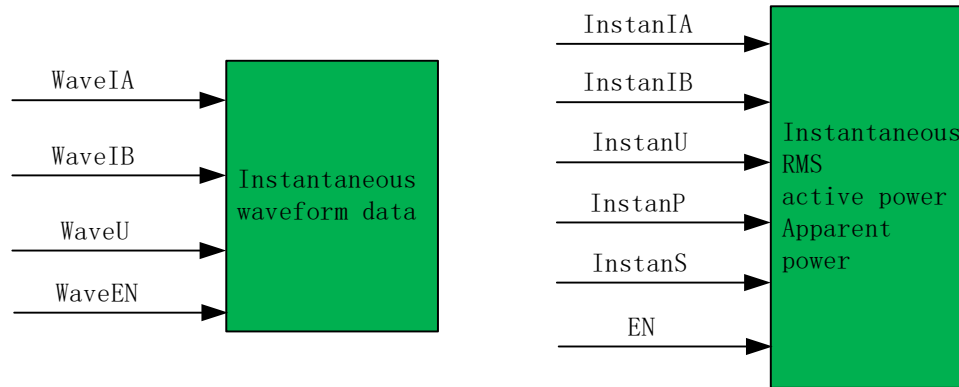 WaveIA
WaveIB
WaveU
WaveEN
Instantaneous
waveform data
InstanIA
InstanIB
InstanU
InstanP
InstanS
EN
Instantaneous
RMS
active power
Apparent
power